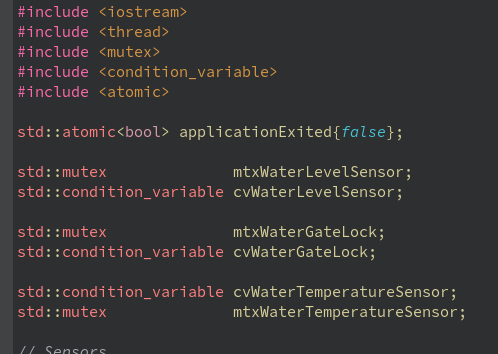 #include <iostream>
#include <thread>
#include <mutex>
#include <condition_variable>
#include <atomic>
std::atomic<bool> applicationExited{false};
std::mutex              mtxWaterLevelSensor;
std::condition_variable cvWaterLevelSensor;
std::mutex              mtxWaterGateLock;
std::condition_variable cvWaterGateLock;
std::condition_variable cvWaterTemperatureSensor;
std::mutex              mtxWaterTemperatureSensor;
// Sensors